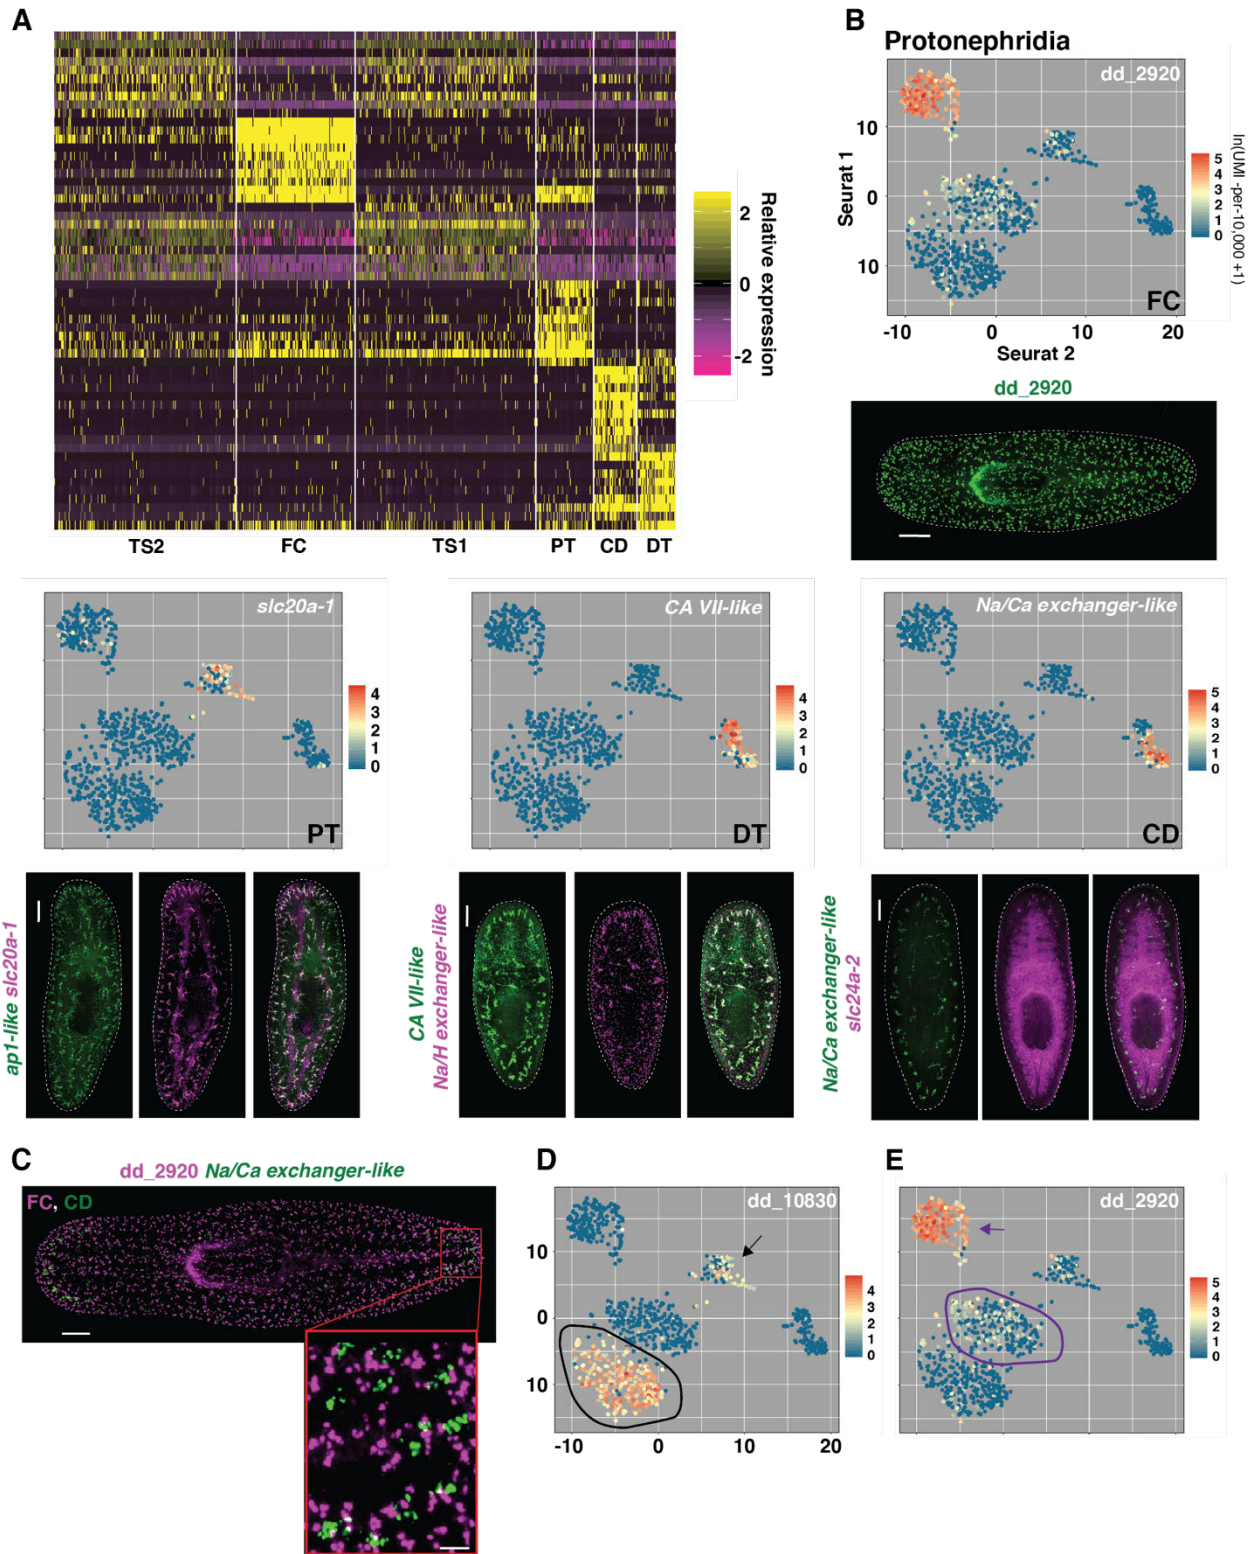 A
2
0
-2
Relative expression
TS2 FC TS1 PT CD DT
B
Protonephridia
dd_2920
10
0
10
Seurat 1
-10 0 10 20
Seurat 2
FC
5
4
3
2
1
0
ln(UMI -per-10,000 +1)
dd_2920
slc20a-1
PT
4
3
2
1
0
CA VII-like
DT
4
3
2
1
0
Na/Ca exchanger-like
CD
5
4
3
2
1
0
ap1-like slc20a-1
CA VII-like
Na/H exchanger-like
Na/Ca exchanger-like
slc24a-2
C
dd_2920 Na/Ca exchanger-like
FC, CD
D
dd_10830
10
0
10
-10 0 10 20
4
3
2
1
0
E
dd_2920
5
4
3
2
1
0